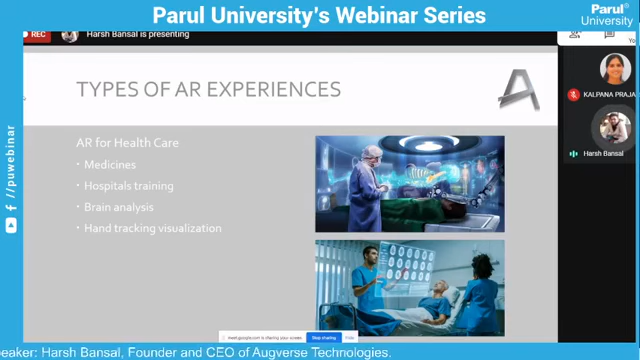 Parul University's Webinar Series
Parul
University
REC
Harsh Bansal is presenting
TYPES OF AR EXPERIENCES
KALPANA PRAJA
AR for Health Care
Medicines
Hospitals training
Brain analysis
Hand tracking visualization
Harsh Bansal
//puwebinar
meet.google.com is sharing your screen.
Stop sharing
Hide
eaker: Harsh Bansal, Founder and CEO of Augverse Technologies.